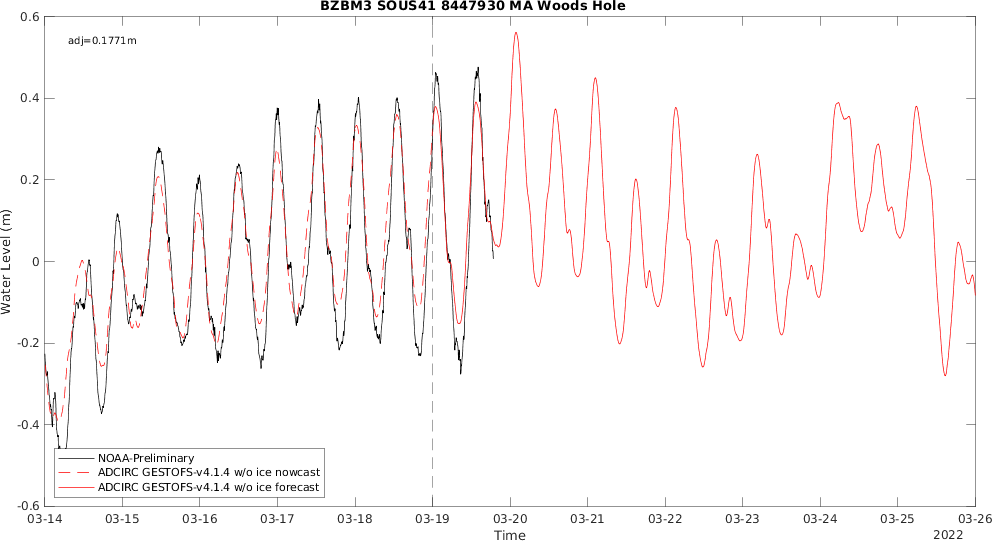 BZBM3 SOUS41 8447930 MA Woods Hole
adj=0.1771m
0.6
0.4
0.2
0
-0.2
-0.4
-0.6
Water Level (m)
NOAA-Preliminary
ADCIRC GESTOFS-v4.1.4 w/o ice nowcast
ADCIRC GESTOFS-v4.1.4 w/o ice forecast
03-14 03-15 03-16 03-17 03-18 03-19 03-20 03-21 03-22 03-23 03-24 03-25 03-26
Time
2022